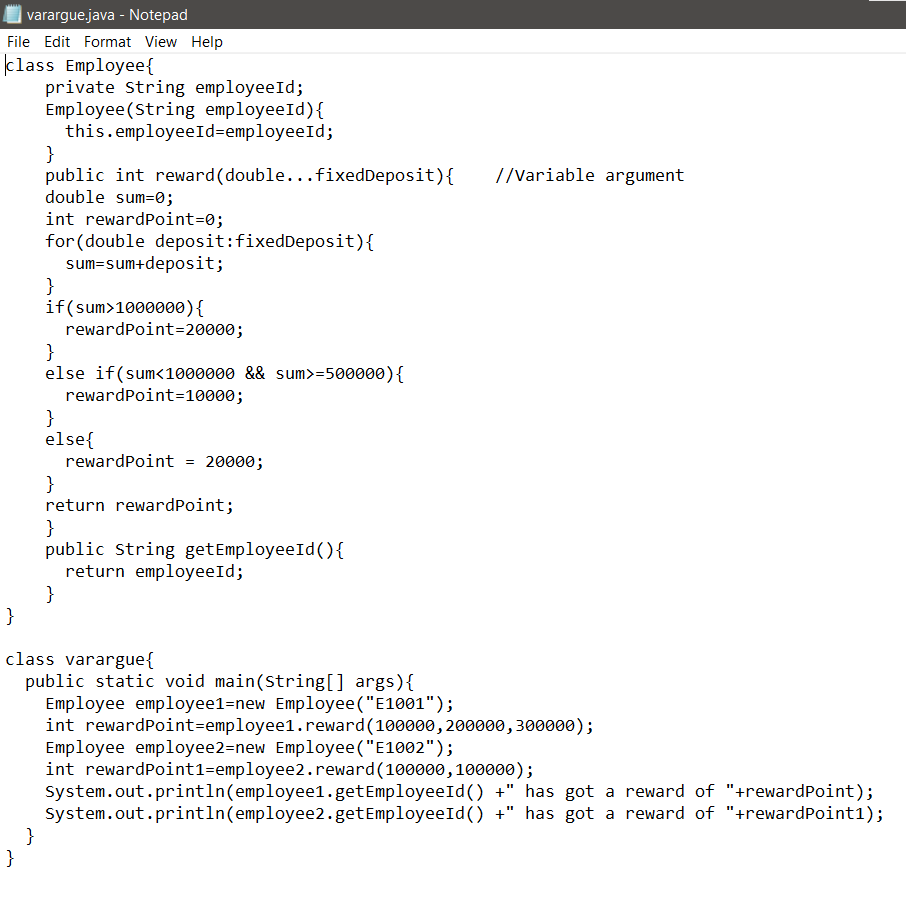 varargue.java - Notepad
File Edit Format View Help
class Employee{
    private String employeeId;
    Employee(String employeeId){
      this.employeeId=employeeId;
    }
    public int reward(double...fixedDeposit){    //Variable argument
    double sum=0;
    int rewardPoint=0;
    for(double deposit:fixedDeposit){
      sum=sum+deposit;
    }
    if(sum>1000000){
      rewardPoint=20000;
    }
    else if(sum<1000000 && sum>=500000){
      rewardPoint=10000;
    }
    else{
      rewardPoint = 20000;
    }
    return rewardPoint;
    }
    public String getEmployeeId(){
      return employeeId;
    }
}

class varargue{
  public static void main(String[] args){
    Employee employee1=new Employee("E1001");
    int rewardPoint=employee1.reward(100000,200000,300000);
    Employee employee2=new Employee("E1002");
    int rewardPoint1=employee2.reward(100000,100000);
    System.out.println(employee1.getEmployeeId() +" has got a reward of "+rewardPoint);
    System.out.println(employee2.getEmployeeId() +" has got a reward of "+rewardPoint1);
  }
}